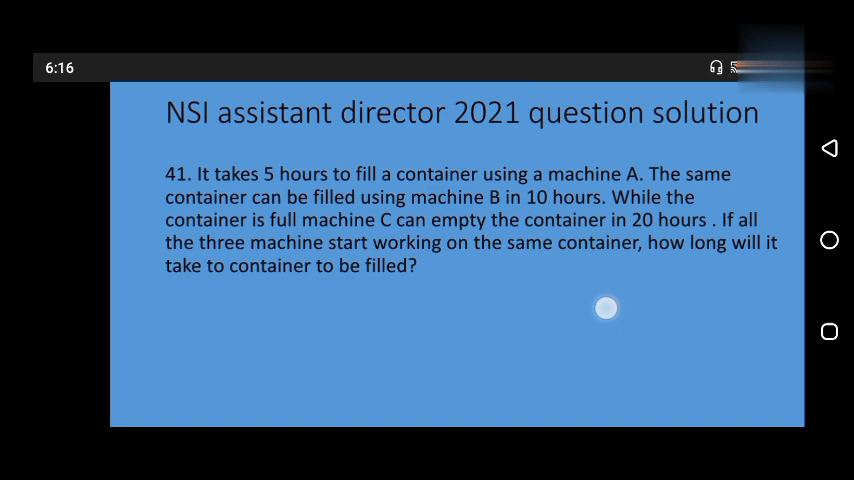 6:16
NSI assistant director 2021 question solution
41. It takes 5 hours to fill a container using a machine A. The same
container can be filled using machine B in 10 hours. While the
container is full machine C can empty the container in 20 hours . If all
the three machine start working on the same container, how long will it
take to container to be filled?